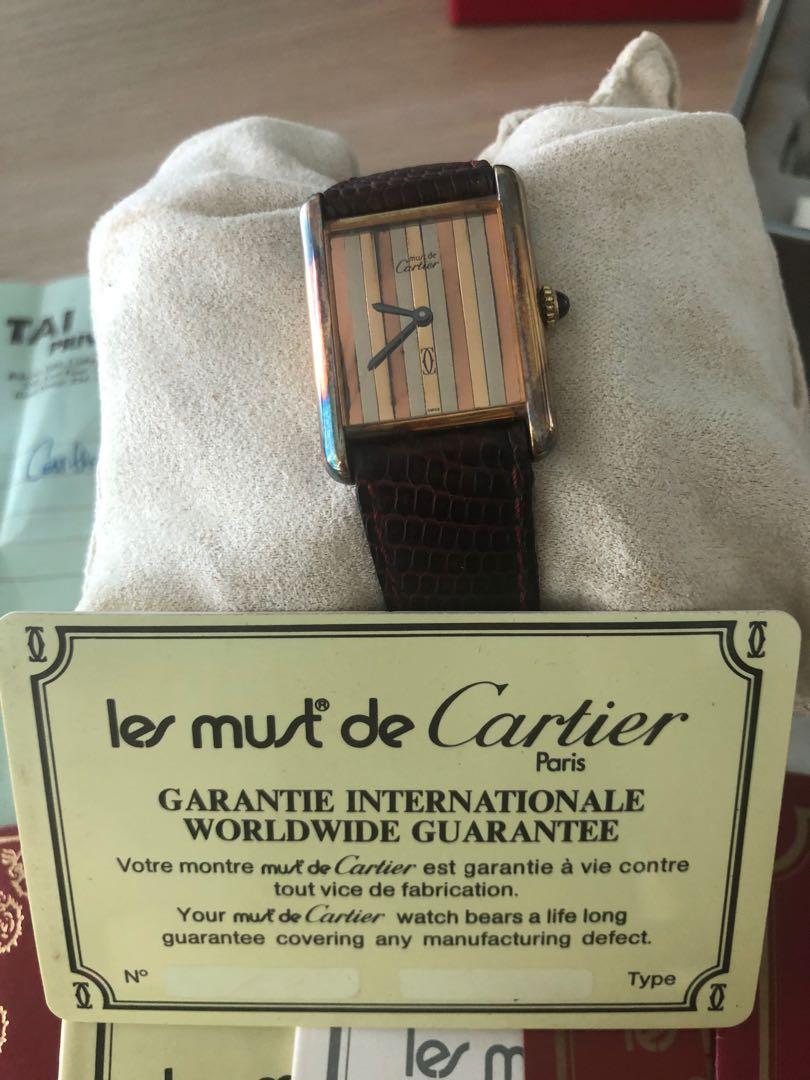 must de
Cartier
TAI
les must® de Cartier
Paris
GARANTIE INTERNATIONALE
WORLDWIDE GUARANTEE
Votre montre must de Cartier est garantie à vie contre
tout vice de fabrication.
Your must de Cartier watch bears a life long
guarantee covering any manufacturing defect.
Nº Type
les m